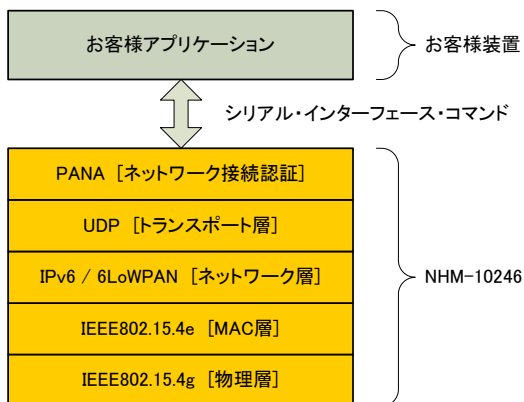 お客様アプリケーション
お客様装置
シリアル・インターフェース・コマンド
PANA [ネットワーク接続認証]
UDP [トランスポート層]
IPv6 / 6LoWPAN [ネットワーク層]
NHM-10246
IEEE802.15.4e [MAC層]
IEEE802.15.4g [物理層]